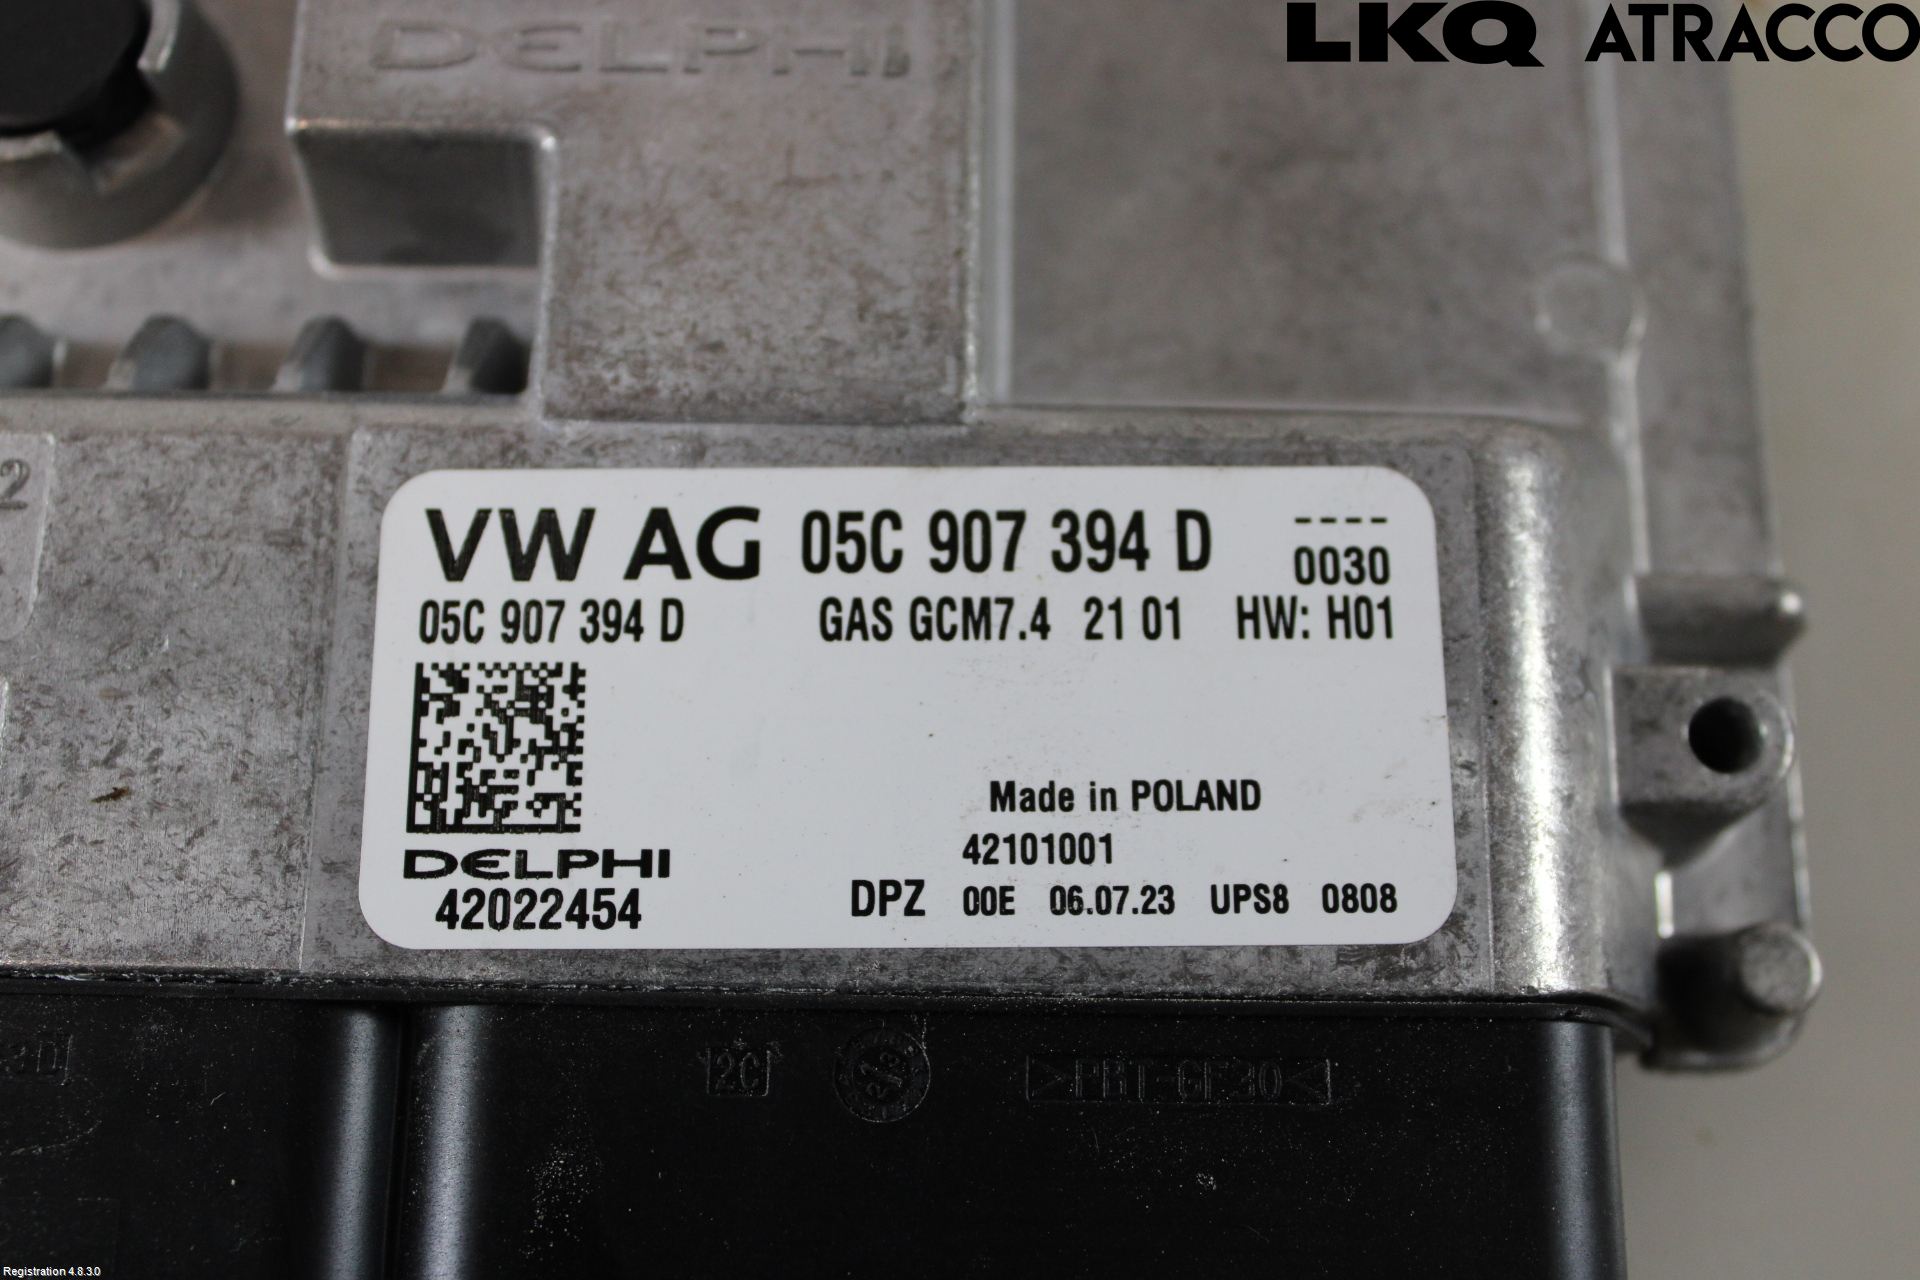 LKQ ATRACCO
DELPHI
2
VW AG 05C 907 394 D ----
0030
05C 907 394 D GAS GCM7.4 21 01 HW: H01
Made in POLAND
42101001
DELPHI
42022454
DPZ 00E 06.07.23 UPS8 0808
12C
>PBT-GF30<
Registration 4.8.3.0